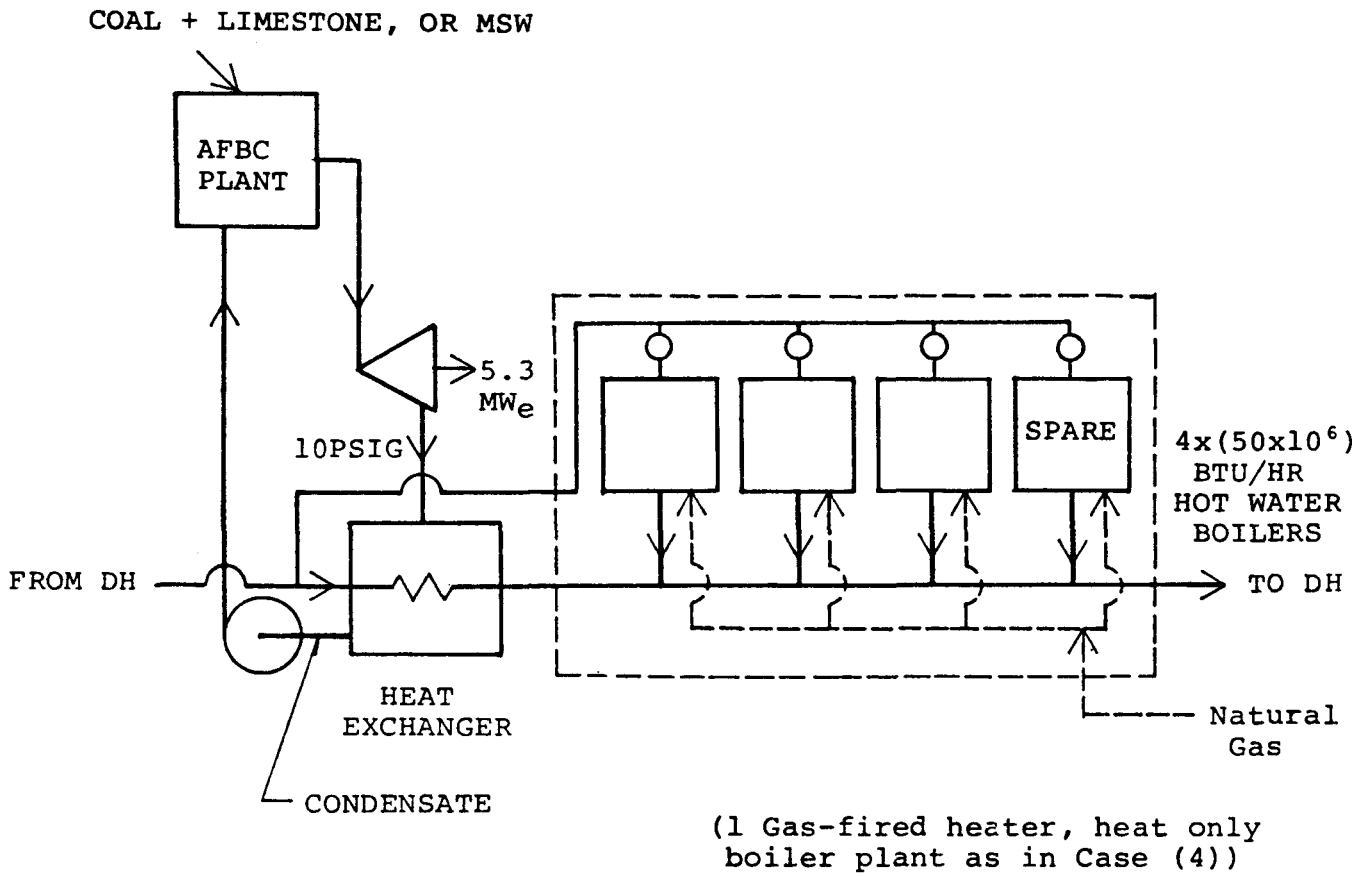 COAL + LIMESTONE, OR MSW
AFBC
PLANT
5.3
MWe
10PSIG
SPARE
4x(50x10⁶)
BTU/HR
HOT WATER
BOILERS
FROM DH
TO DH
HEAT
EXCHANGER
Natural
Gas
CONDENSATE
(1 Gas-fired heater, heat only
boiler plant as in Case (4))